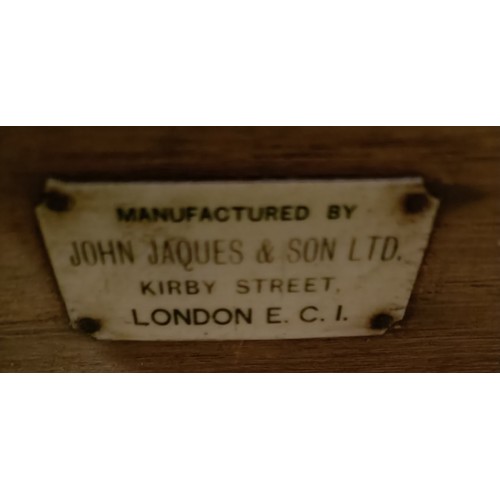 MANUFACTURED BY
JOHN JAQUES & SON LTD.
KIRBY STREET,
LONDON E. C. I.